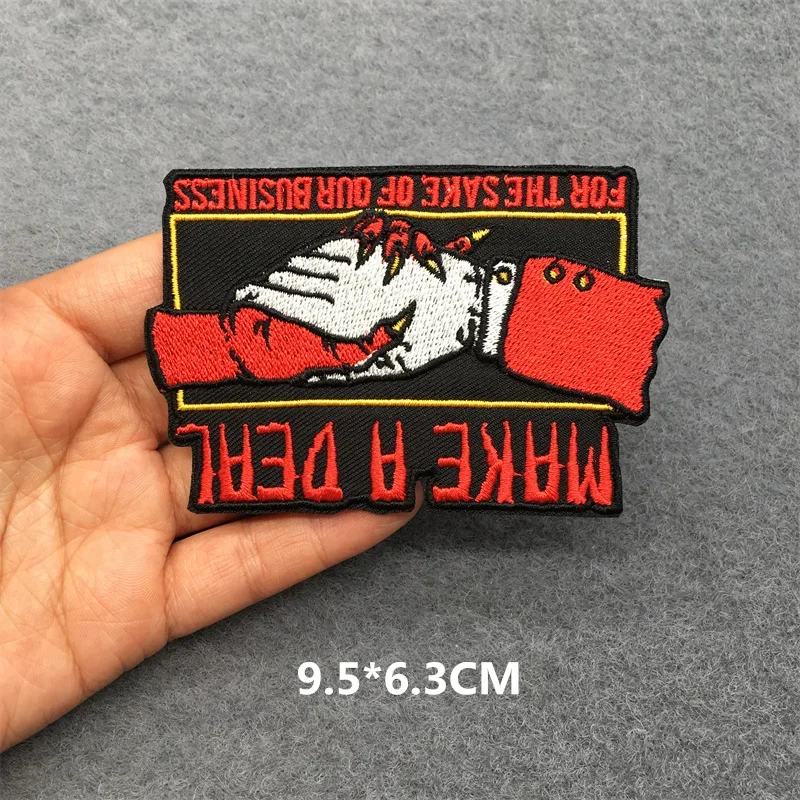 MAKE A DEAL
FOR THE SAKE OF OUR BUSINESS
9.5*6.3CM